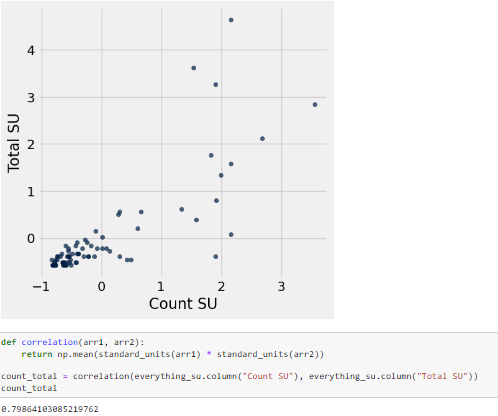 4
3
2
1
0
Total SU
−1 0 1 2 3
Count SU
def correlation(arr1, arr2):
    return np.mean(standard_units(arr1) * standard_units(arr2))
count_total = correlation(everything_su.column("Count SU"), everything_su.column("Total SU"))
count_total
0.79864103085219762